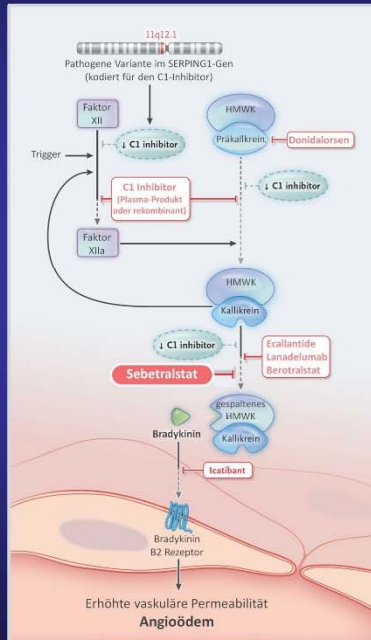 11q12.1
Pathogene Variante im SERPING1-Gen
(kodiert für den C1-Inhibitor)
Faktor
XII
HMWK
Präkallkrein
Donidalorsen
↓ C1 inhibitor
Trigger
↓ C1 inhibitor
C1 Inhibitor
(Plasma-Produkt
oder rekombinant)
Faktor
XIIa
HMWK
Kallikrein
↓ C1 inhibitor
Ecallantide
Lanadelumab
Berotralstat
Sebetralstat
gespaltenes
HMWK
Kallikrein
Bradykinin
Icatibant
Bradykinin
B2 Rezeptor
Erhöhte vaskuläre Permeabilität
Angioödem